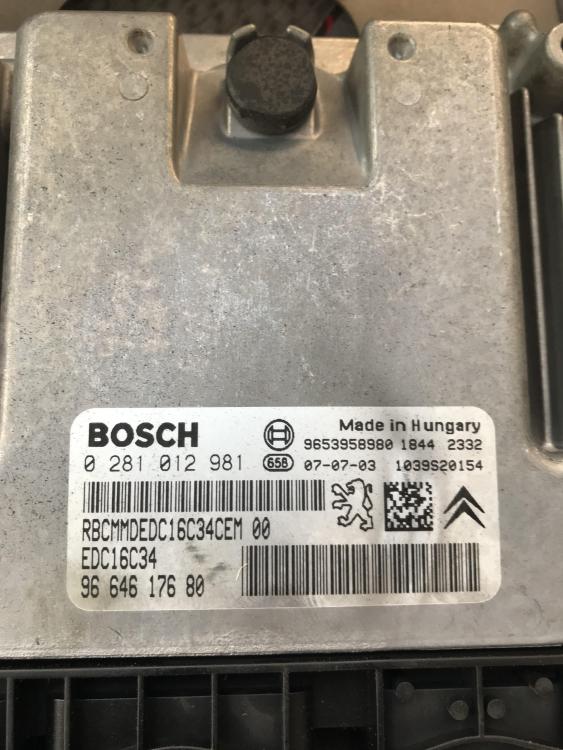 BOSCH
Made in Hungary
9653958980 1844 2332
0 281 012 981 658 07-07-03 1039S20154
RBCMMDEDC16C34CEM 00
EDC16C34
96 646 176 80